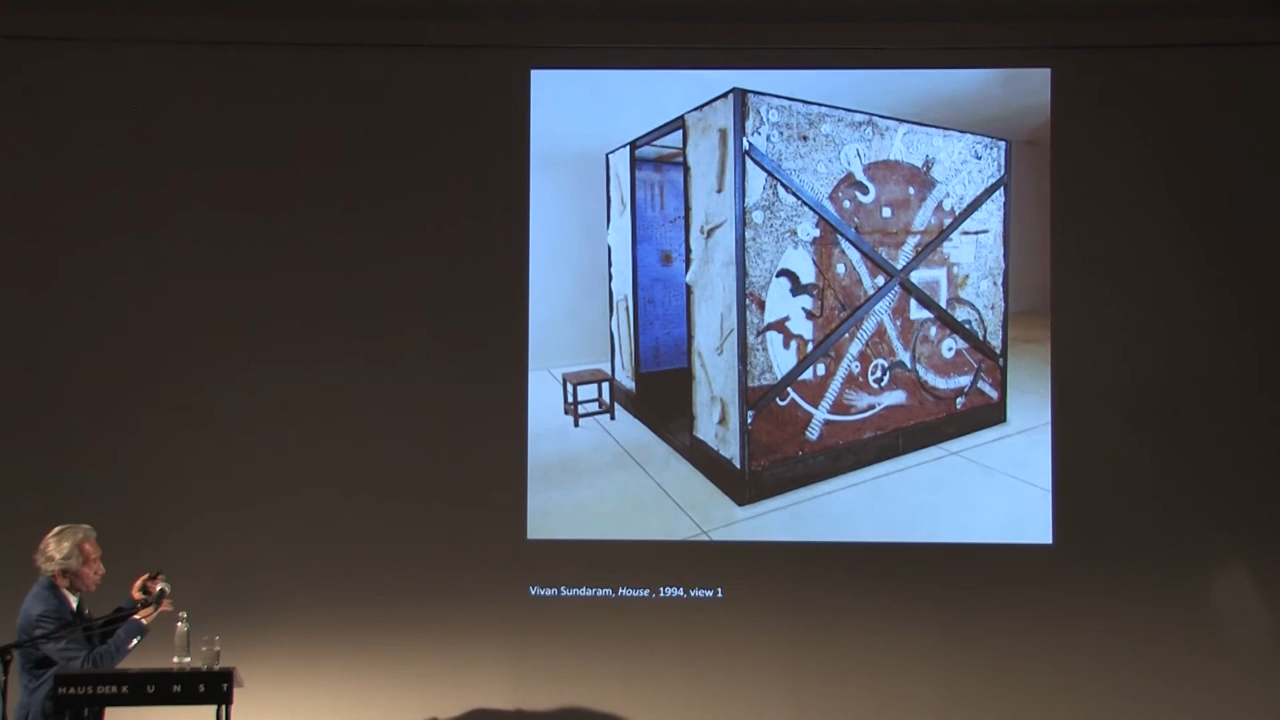 Vivan Sundaram, House , 1994, view 1
HAUS DER K U N S T